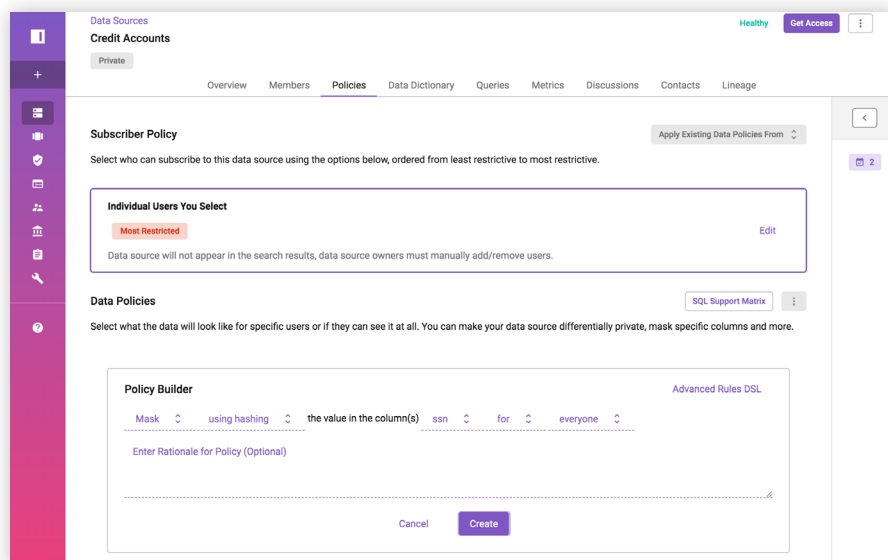 Data Sources
Credit Accounts
Private
Healthy
Get Access
Overview Members Policies Data Dictionary Queries Metrics Discussions Contacts Lineage
Subscriber Policy
Apply Existing Data Policies From
Select who can subscribe to this data source using the options below, ordered from least restrictive to most restrictive.
2
Individual Users You Select
Most Restricted
Edit
Data source will not appear in the search results, data source owners must manually add/remove users.
Data Policies
SQL Support Matrix
Select what the data will look like for specific users or if they can see it at all. You can make your data source differentially private, mask specific columns and more.
Policy Builder
Advanced Rules DSL
Mask using hashing the value in the column(s) ssn for everyone
Enter Rationale for Policy (Optional)
Cancel
Create